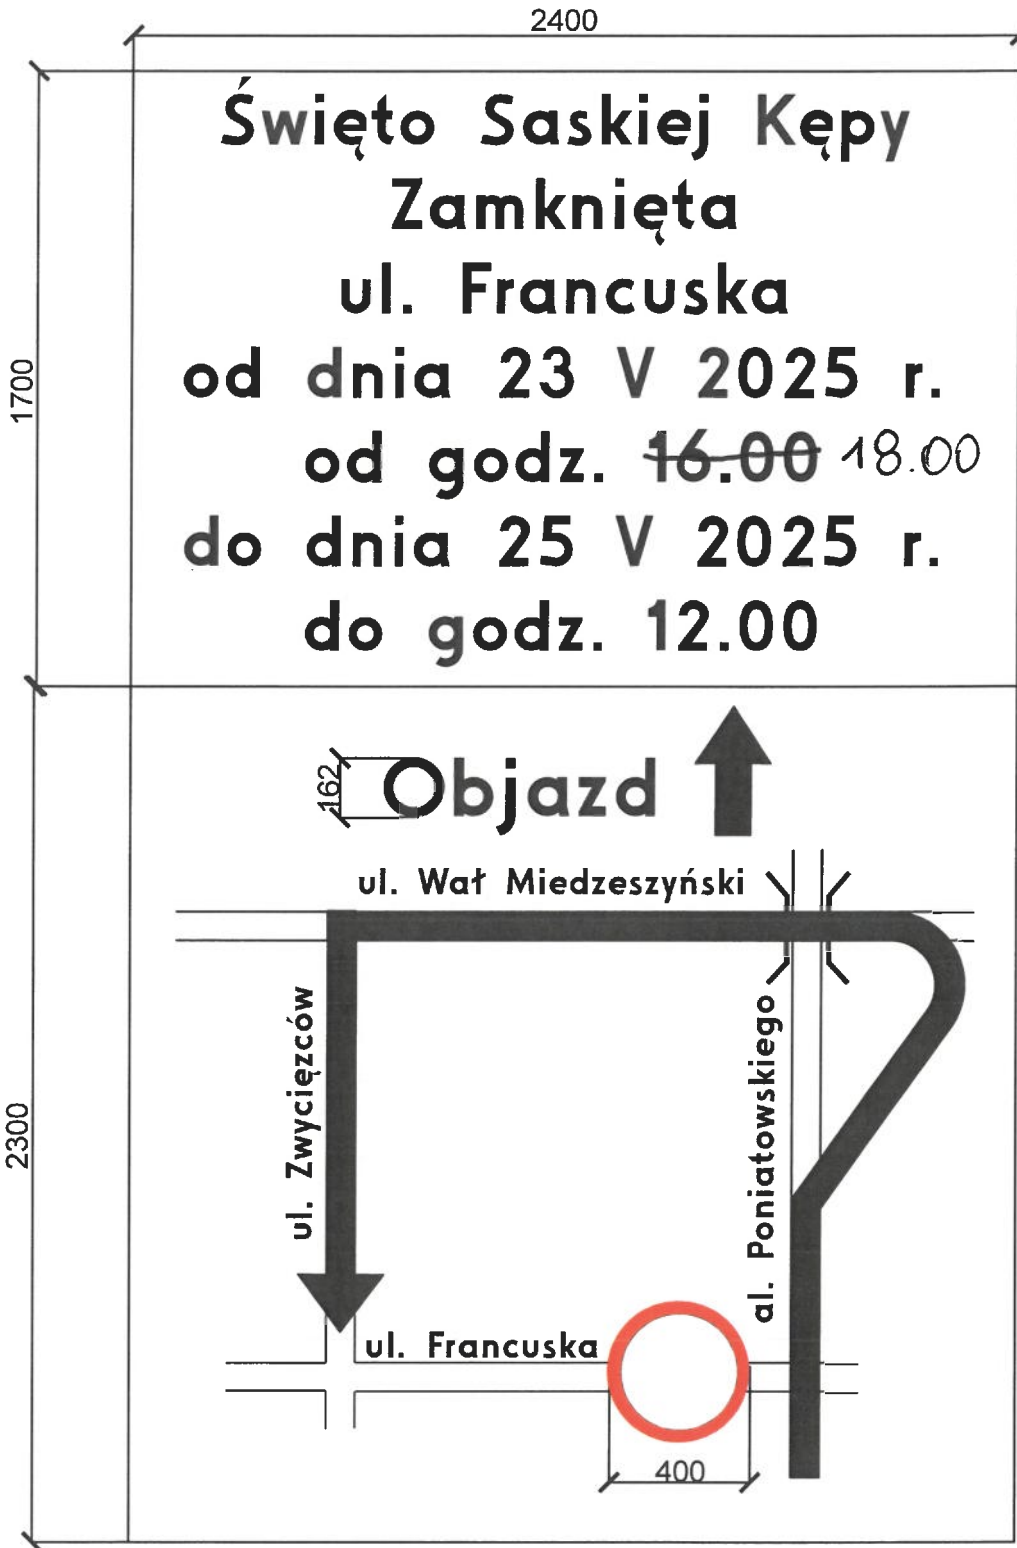 2400
Święto Saskiej Kępy
Zamknięta
ul. Francuska
od dnia 23 V 2025 r.
od godz. 16.00 18.00
do dnia 25 V 2025 r.
do godz. 12.00
1700
162
Objazd
ul. Wał Miedzeszyński
ul. Zwycięzców
al. Poniatowskiego
2300
ul. Francuska
400